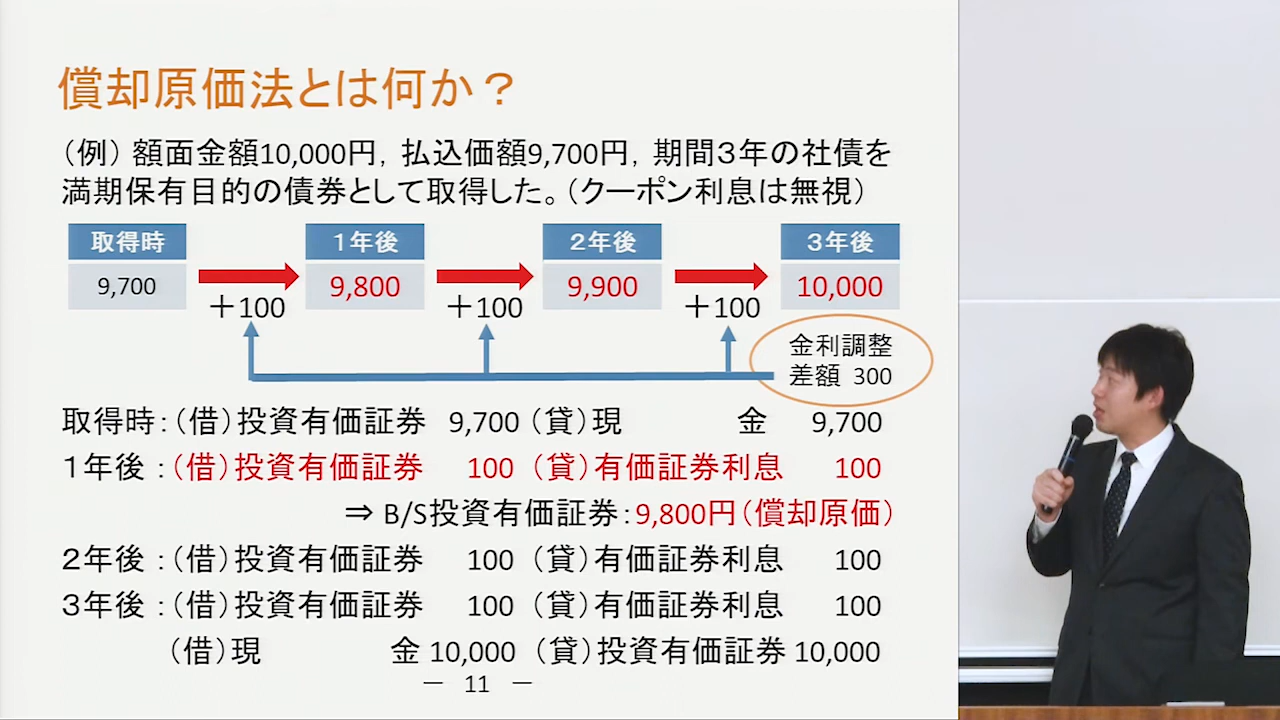 償却原価法とは何か？
（例）額面金額10,000円，払込価額9,700円，期間３年の社債を
満期保有目的の債券として取得した。（クーポン利息は無視）
取得時 １年後 ２年後 ３年後
9,700 9,800 9,900 10,000
＋100 ＋100 ＋100
金利調整
差額 300
取得時：（借）投資有価証券 9,700（貸）現 金 9,700
１年後：（借）投資有価証券 100（貸）有価証券利息 100
⇒ B/S投資有価証券：9,800円（償却原価）
２年後：（借）投資有価証券 100（貸）有価証券利息 100
３年後：（借）投資有価証券 100（貸）有価証券利息 100
（借）現 金 10,000（貸）投資有価証券 10,000
－ 11 －